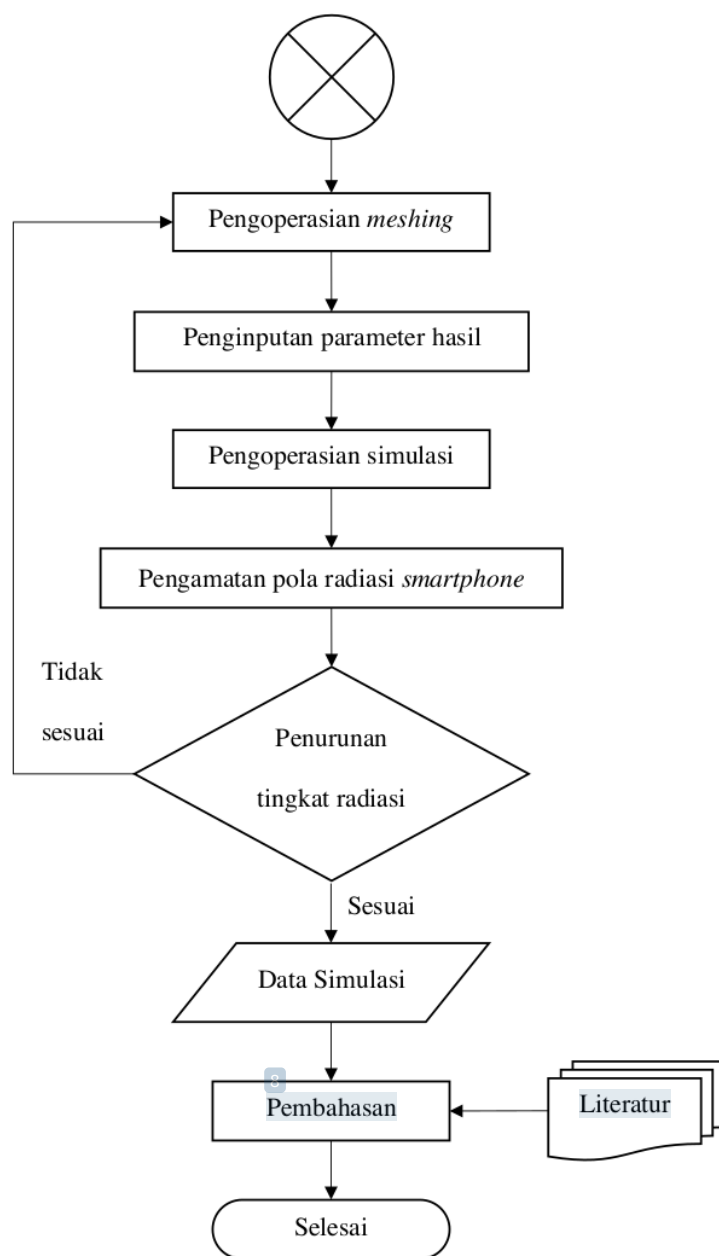 Pengoperasian meshing
Penginputan parameter hasil
Pengoperasian simulasi
Pengamatan pola radiasi smartphone
Tidak
sesuai
Penurunan
tingkat radiasi
Sesuai
Data Simulasi
8
Pembahasan
Literatur
Selesai